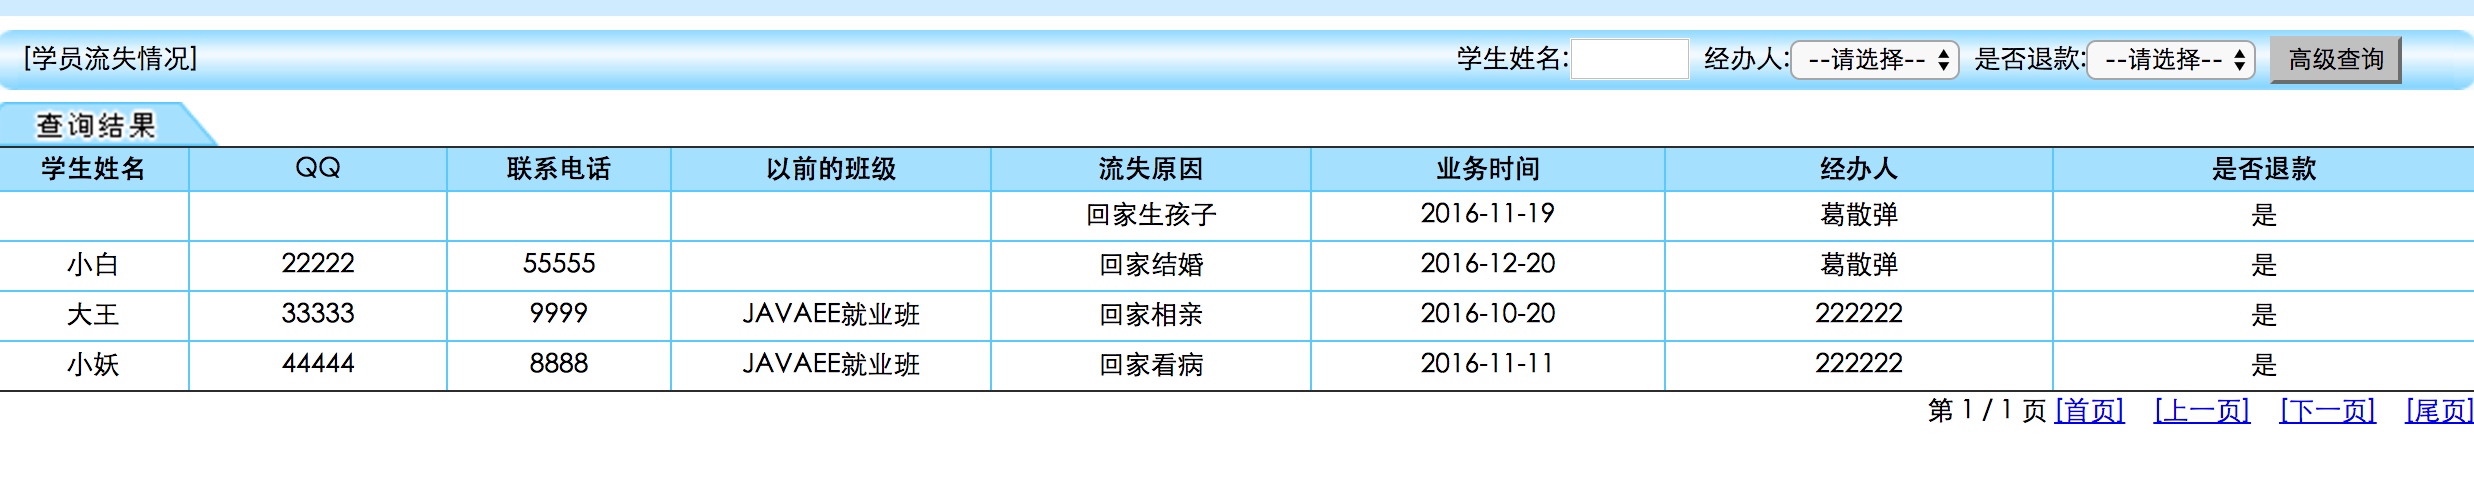 [学员流失情况] 学生姓名: 经办人: --请选择-- 是否退款: --请选择-- 高级查询
查询结果
学生姓名 QQ 联系电话 以前的班级 流失原因 业务时间 经办人 是否退款
回家生孩子 2016-11-19 葛散弹 是
小白 22222 55555 回家结婚 2016-12-20 葛散弹 是
大王 33333 9999 JAVAEE就业班 回家相亲 2016-10-20 222222 是
小妖 44444 8888 JAVAEE就业班 回家看病 2016-11-11 222222 是
第 1 / 1 页 [首页] [上一页] [下一页] [尾页]